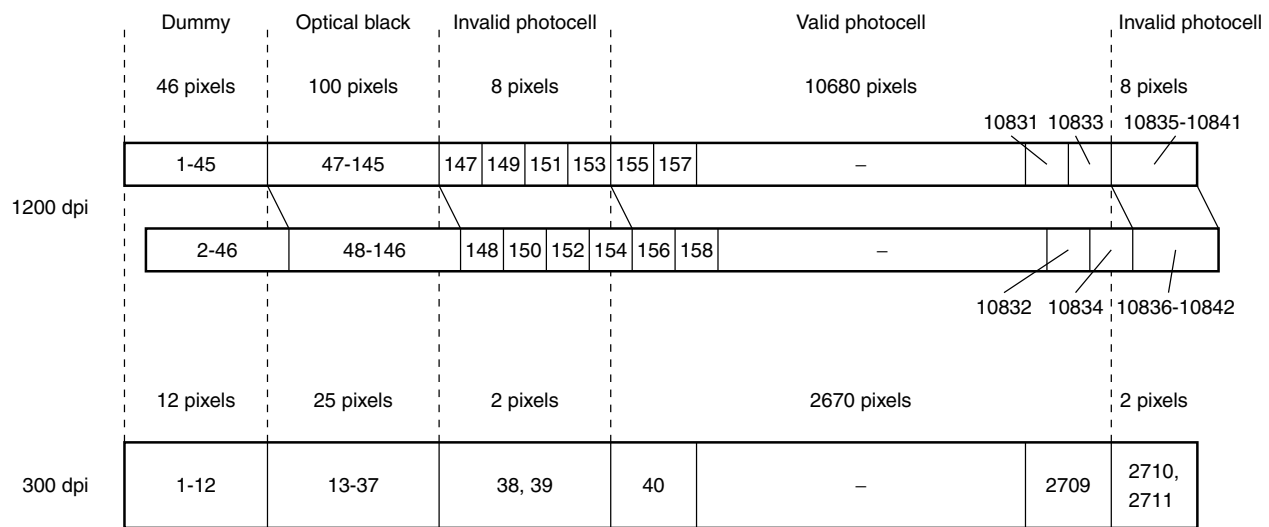 Dummy Optical black Invalid photocell Valid photocell Invalid photocell
46 pixels 100 pixels 8 pixels 10680 pixels 8 pixels
10831 10833 10835-10841
1-45 47-145 147 149 151 153 155 157 –
1200 dpi
2-46 48-146 148 150 152 154 156 158 –
10832 10834 10836-10842
12 pixels 25 pixels 2 pixels 2670 pixels 2 pixels
300 dpi 1-12 13-37 38, 39 40 – 2709 2710,
2711